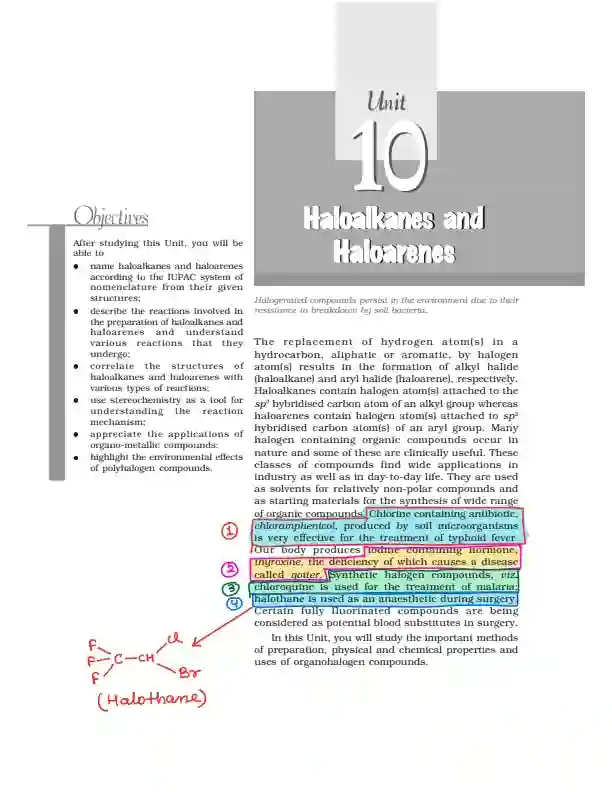 Unit
10
Haloalkanes and
Haloarenes
Objectives
After studying this Unit, you will be
able to
● name haloalkanes and haloarenes
according to the IUPAC system of
nomenclature from their given
structures;
● describe the reactions involved in
the preparation of haloalkanes and
haloarenes and understand
various reactions that they
undergo;
● correlate the structures of
haloalkanes and haloarenes with
various types of reactions;
● use stereochemistry as a tool for
understanding the reaction
mechanism;
● appreciate the applications of
organo-metallic compounds;
● highlight the environmental effects
of polyhalogen compounds.
Halogenated compounds persist in the environment due to their
resistance to breakdown by soil bacteria.
The replacement of hydrogen atom(s) in a
hydrocarbon, aliphatic or aromatic, by halogen
atom(s) results in the formation of alkyl halide
(haloalkane) and aryl halide (haloarene), respectively.
Haloalkanes contain halogen atom(s) attached to the
sp³ hybridised carbon atom of an alkyl group whereas
haloarenes contain halogen atom(s) attached to sp²
hybridised carbon atom(s) of an aryl group. Many
halogen containing organic compounds occur in
nature and some of these are clinically useful. These
classes of compounds find wide applications in
industry as well as in day-to-day life. They are used
as solvents for relatively non-polar compounds and
as starting materials for the synthesis of wide range
of organic compounds. Chlorine containing antibiotic,
① chloramphenicol, produced by soil microorganisms
is very effective for the treatment of typhoid fever.
Our body produces iodine containing hormone,
② thyroxine, the deficiency of which causes a disease
called goiter. Synthetic halogen compounds, viz.
③ chloroquine is used for the treatment of malaria;
④ halothane is used as an anaesthetic during surgery.
Certain fully fluorinated compounds are being
considered as potential blood substitutes in surgery.
In this Unit, you will study the important methods
of preparation, physical and chemical properties and
uses of organohalogen compounds.
F Cl
F—C—CH
F Br
(Halothane)